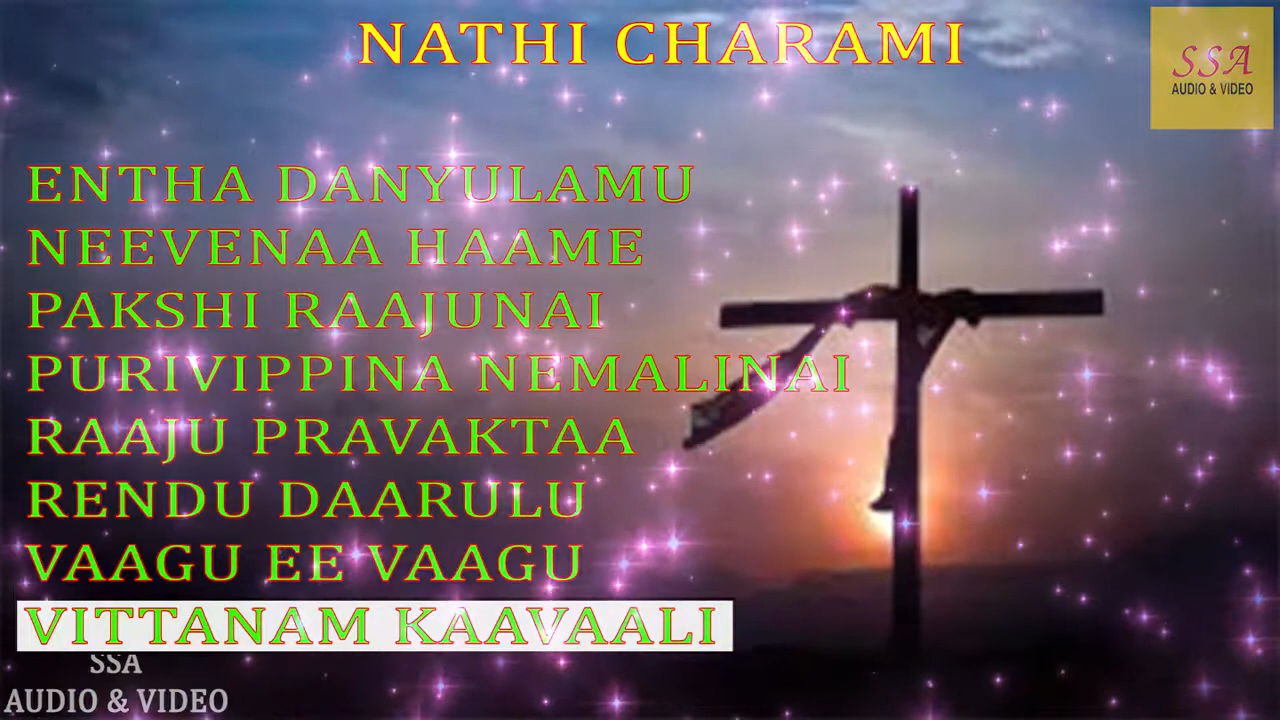 NATHI CHARAMI
SSA
AUDIO & VIDEO
ENTHA DANYULAMU
NEEVENAA HAAME
PAKSHI RAAJUNAI
PURIVIPPINA NEMALINAI
RAAJU PRAVAKTAA
RENDU DAARULU
VAAGU EE VAAGU
VITTANAM KAAVAALI
SSA
AUDIO & VIDEO